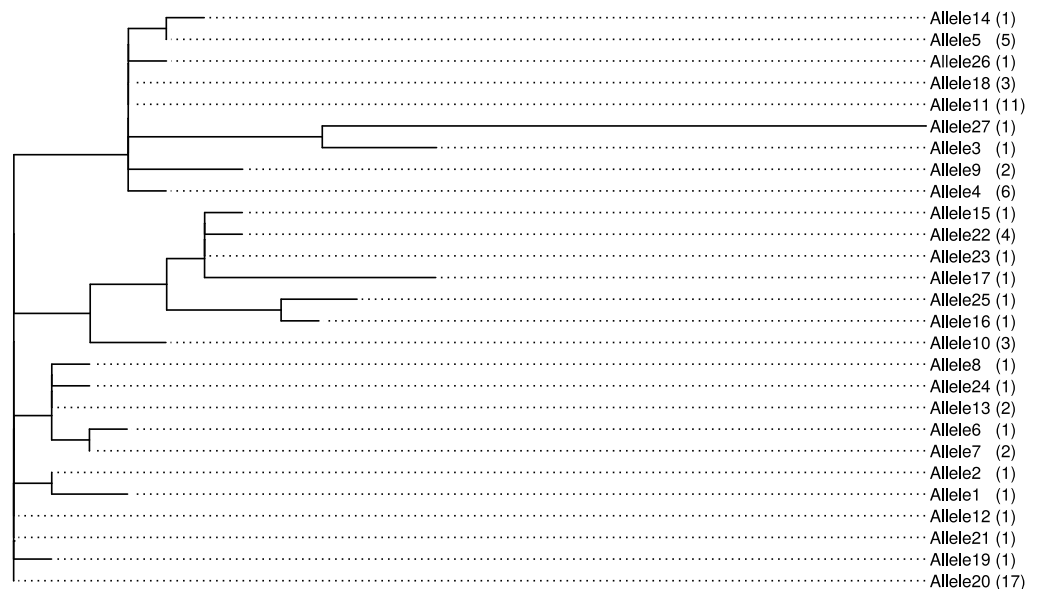 Allele14 (1)
Allele5 (5)
Allele26 (1)
Allele18 (3)
Allele11 (11)
Allele27 (1)
Allele3 (1)
Allele9 (2)
Allele4 (6)
Allele15 (1)
Allele22 (4)
Allele23 (1)
Allele17 (1)
Allele25 (1)
Allele16 (1)
Allele10 (3)
Allele8 (1)
Allele24 (1)
Allele13 (2)
Allele6 (1)
Allele7 (2)
Allele2 (1)
Allele1 (1)
Allele12 (1)
Allele21 (1)
Allele19 (1)
Allele20 (17)